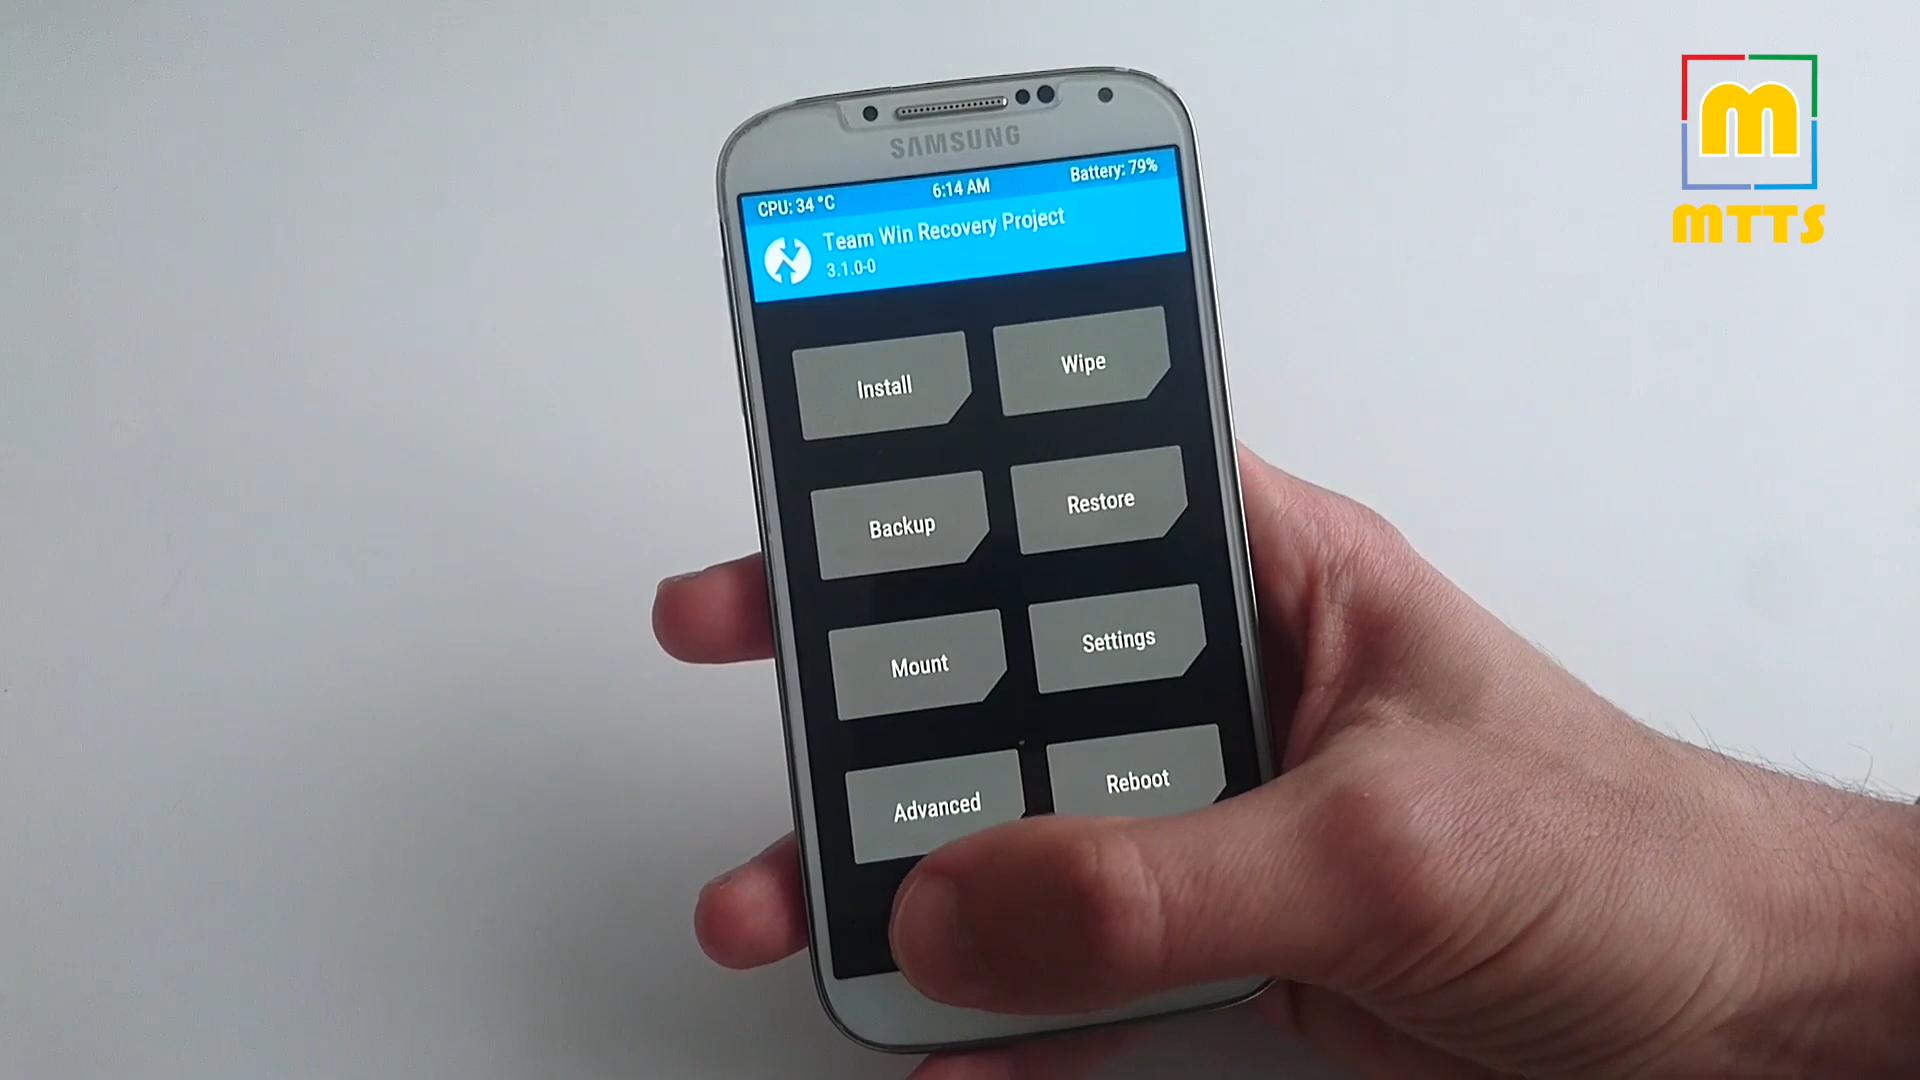 SAMSUNG
CPU: 34 °C 6:14 AM Battery: 79%
Team Win Recovery Project
3.1.0-0
Install Wipe
Backup Restore
Mount Settings
Advanced Reboot
m
MTTS